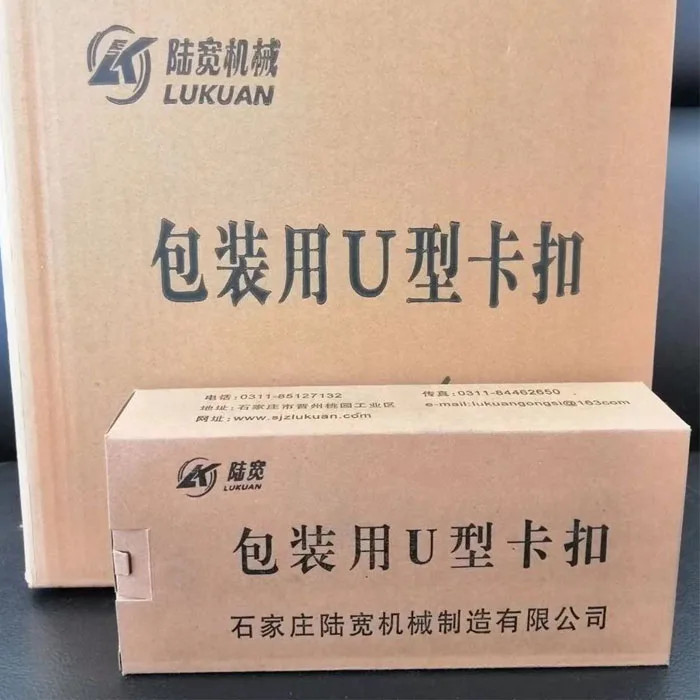 陆宽机械
LUKUAN
包装用U型卡扣
电话:0311-85127132
传真:0311-84462650
地址:石家庄市晋州桃园工业区
e-mail:lukuangongsi@163com
网址:www.sjzlukuan.com
陆宽
LUKUAN
包装用U型卡扣
石家庄陆宽机械制造有限公司